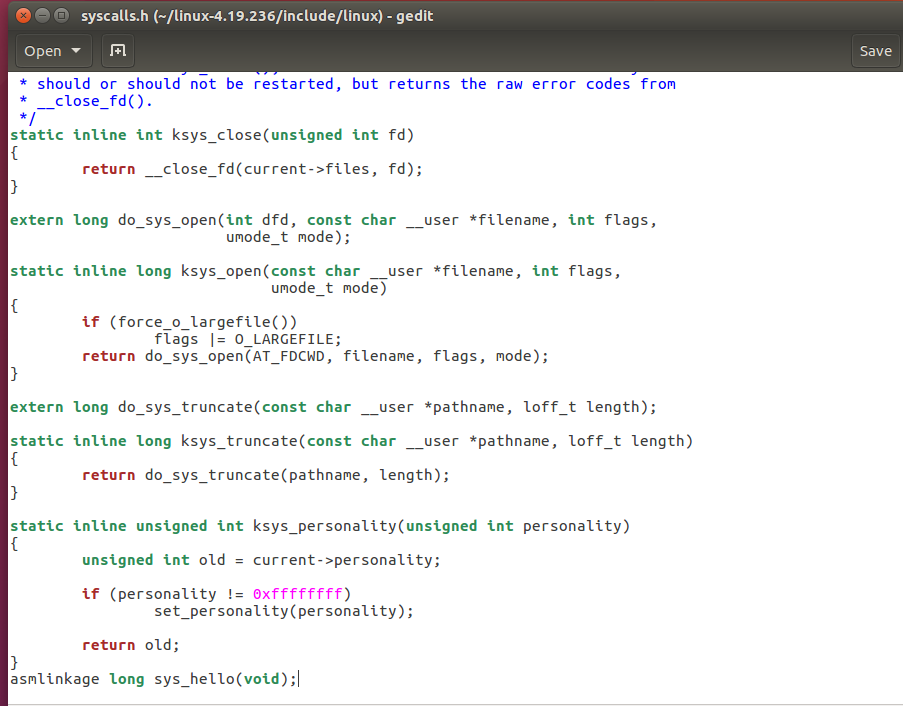 syscalls.h (~/linux-4.19.236/include/linux) - gedit
Open
Save
 * should or should not be restarted, but returns the raw error codes from
 * __close_fd().
 */
static inline int ksys_close(unsigned int fd)
{
        return __close_fd(current->files, fd);
}

extern long do_sys_open(int dfd, const char __user *filename, int flags,
                        umode_t mode);

static inline long ksys_open(const char __user *filename, int flags,
                             umode_t mode)
{
        if (force_o_largefile())
                flags |= O_LARGEFILE;
        return do_sys_open(AT_FDCWD, filename, flags, mode);
}

extern long do_sys_truncate(const char __user *pathname, loff_t length);

static inline long ksys_truncate(const char __user *pathname, loff_t length)
{
        return do_sys_truncate(pathname, length);
}

static inline unsigned int ksys_personality(unsigned int personality)
{
        unsigned int old = current->personality;

        if (personality != 0xffffffff)
                set_personality(personality);

        return old;
}
asmlinkage long sys_hello(void);